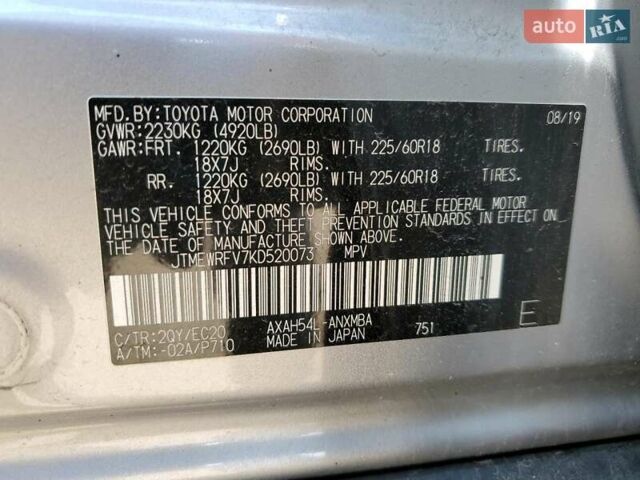 auto RIA .com
MFD.BY:TOYOTA MOTOR CORPORATION 08/19
GVWR:2230KG (4920LB)
GAWR:FRT. 1220KG (2690LB) WITH 225/60R18 TIRES.
18X7J RIMS.
RR. 1220KG (2690LB) WITH 225/60R18 TIRES.
18X7J RIMS.
THIS VEHICLE CONFORMS TO ALL APPLICABLE FEDERAL MOTOR
VEHICLE SAFETY AND THEFT PREVENTION STANDARDS IN EFFECT ON
THE DATE OF MANUFACTURE SHOWN ABOVE.
JTMEWRFV7KD520073 MPV
C/TR:2QY/EC20 AXAH54L-ANXMBA
A/TM:-02A/P710 MADE IN JAPAN 751 E